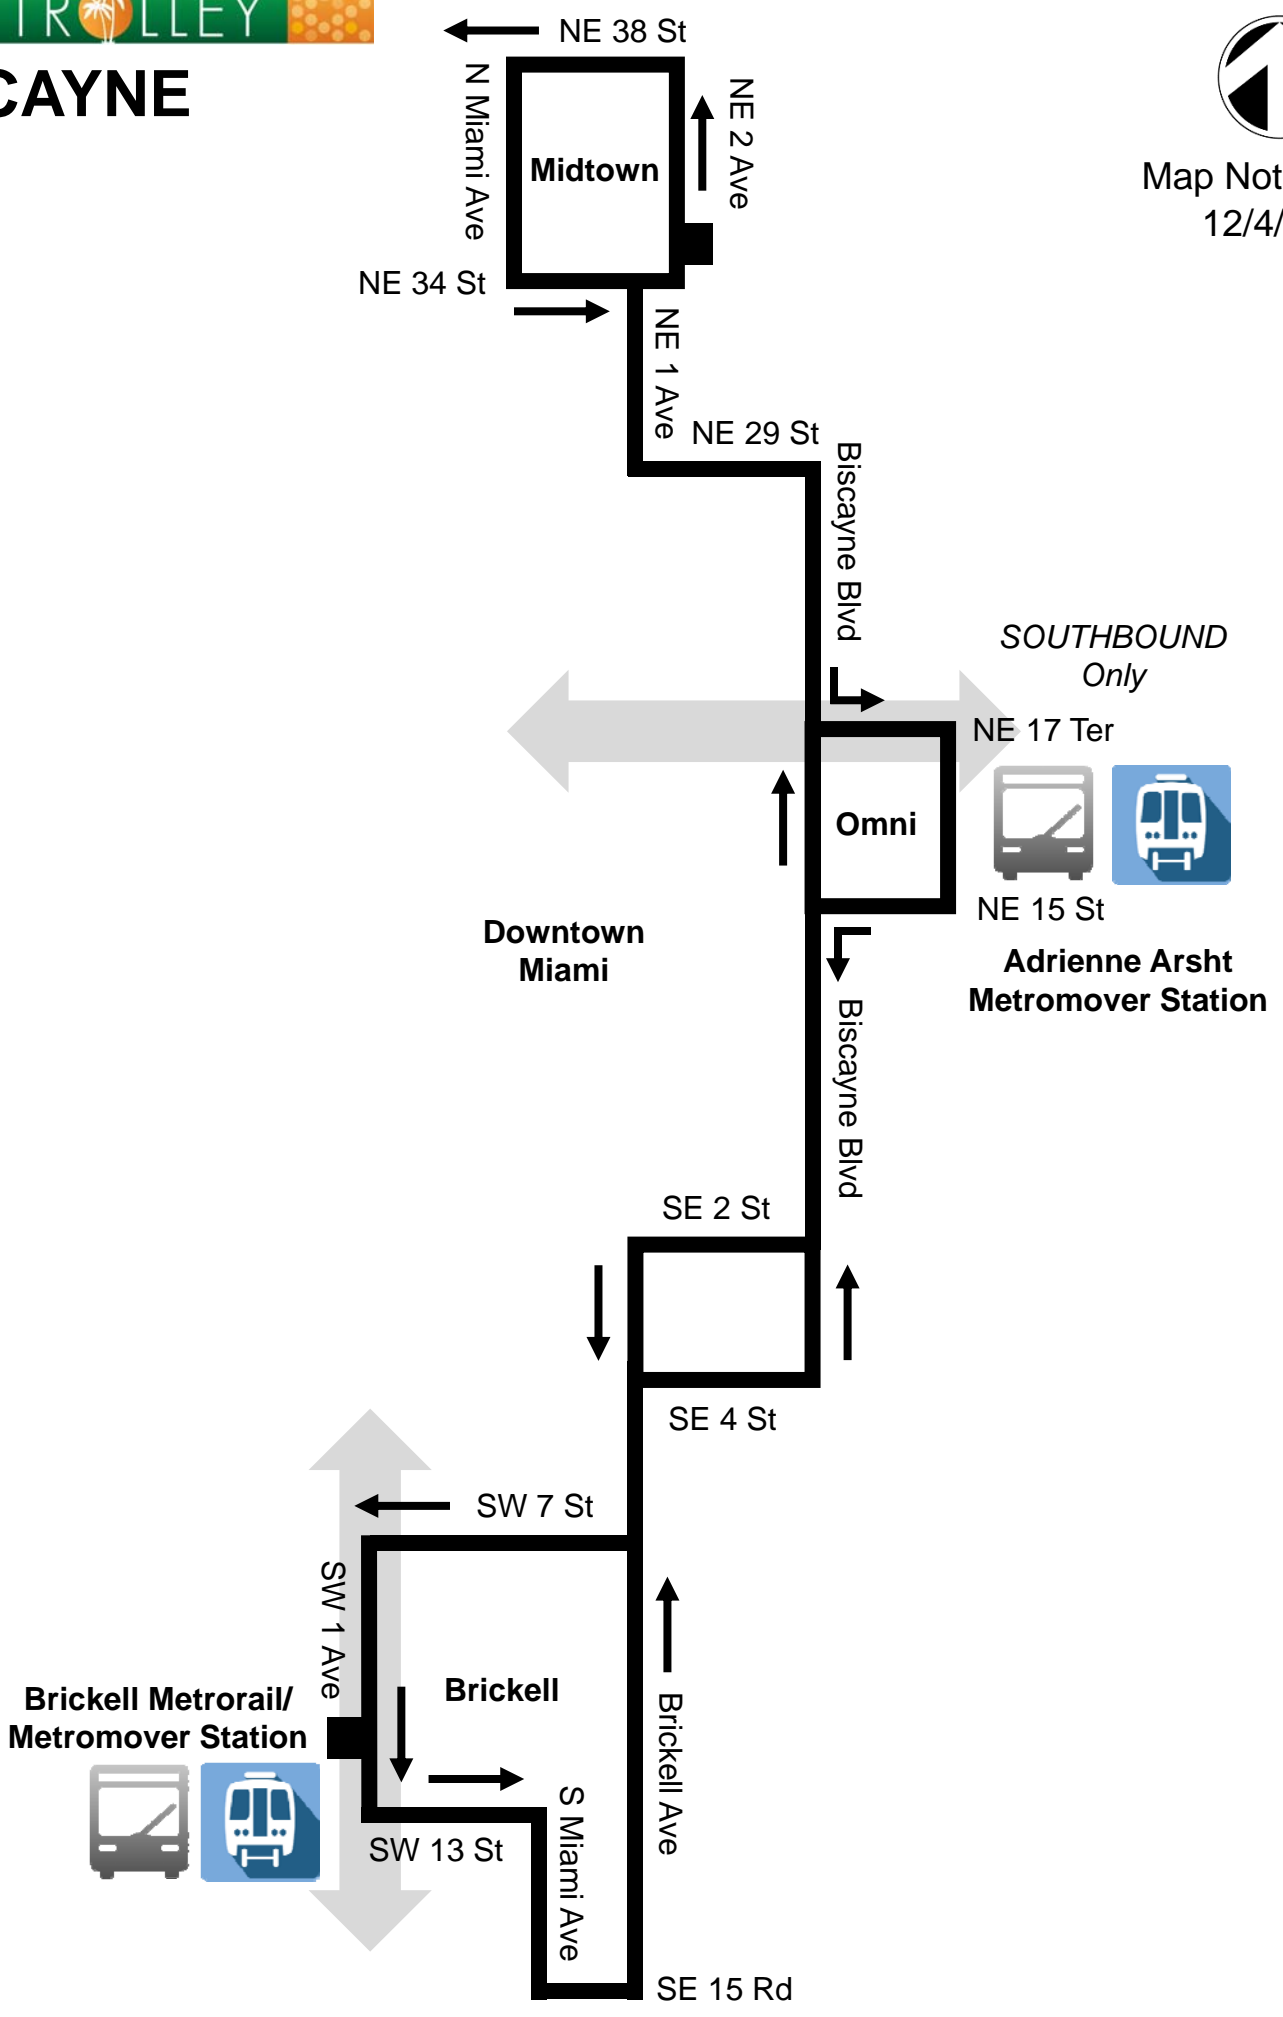 TROLLEY
CAYNE
NE 38 St
N Miami Ave
NE 2 Ave
Midtown
Map Not
12/4/
NE 34 St
NE 1 Ave
NE 29 St
Biscayne Blvd
SOUTHBOUND
Only
NE 17 Ter
Omni
NE 15 St
Downtown
Miami
Adrienne Arsht
Metromover Station
Biscayne Blvd
SE 2 St
SE 4 St
SW 7 St
SW 1 Ave
Brickell
Brickell Metrorail/
Metromover Station
Brickell Ave
S Miami Ave
SW 13 St
SE 15 Rd